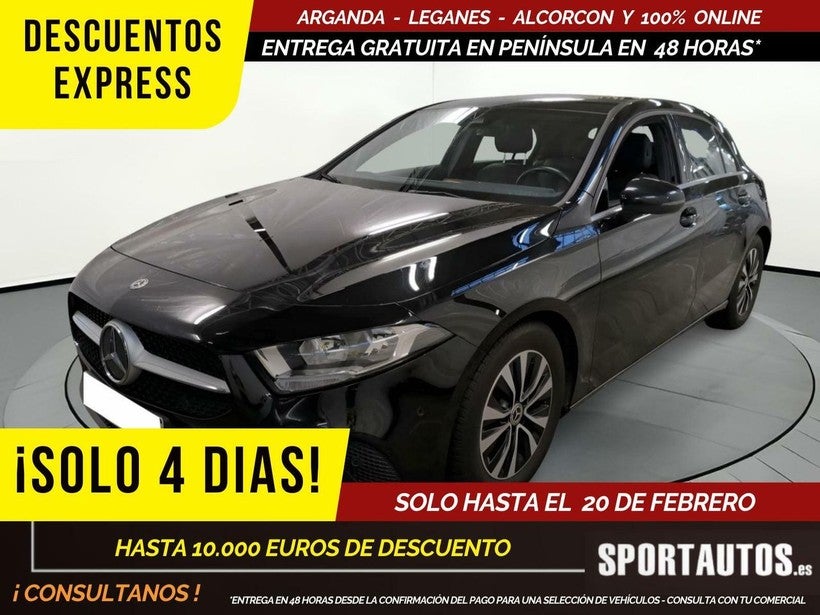 DESCUENTOS
EXPRESS
ARGANDA - LEGANES - ALCORCON Y 100% ONLINE
ENTREGA GRATUITA EN PENÍNSULA EN 48 HORAS*
¡SOLO 4 DIAS!
SOLO HASTA EL 20 DE FEBRERO
HASTA 10.000 EUROS DE DESCUENTO
SPORTAUTOS.es
¡ CONSULTANOS !
*ENTREGA EN 48 HORAS DESDE LA CONFIRMACIÓN DEL PAGO PARA UNA SELECCIÓN DE VEHÍCULOS - CONSULTA CON TU COMERCIAL